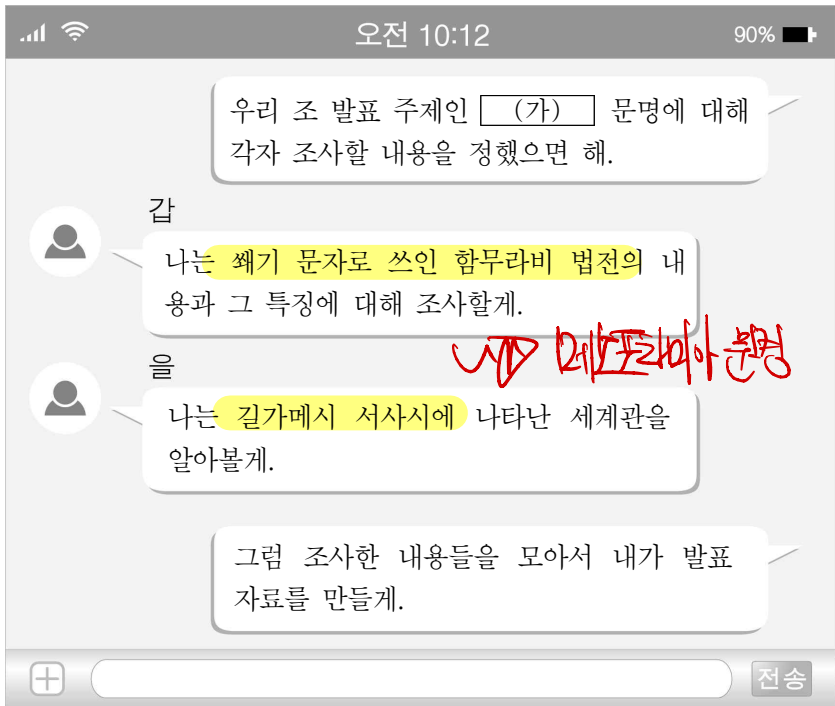 오전 10:12
90%
우리 조 발표 주제인 (가) 문명에 대해
각자 조사할 내용을 정했으면 해.
갑
나는 쐐기 문자로 쓰인 함무라비 법전의 내
용과 그 특징에 대해 조사할게.
메소포타미아 문명
을
나는 길가메시 서사시에 나타난 세계관을
알아볼게.
그럼 조사한 내용들을 모아서 내가 발표
자료를 만들게.
전송